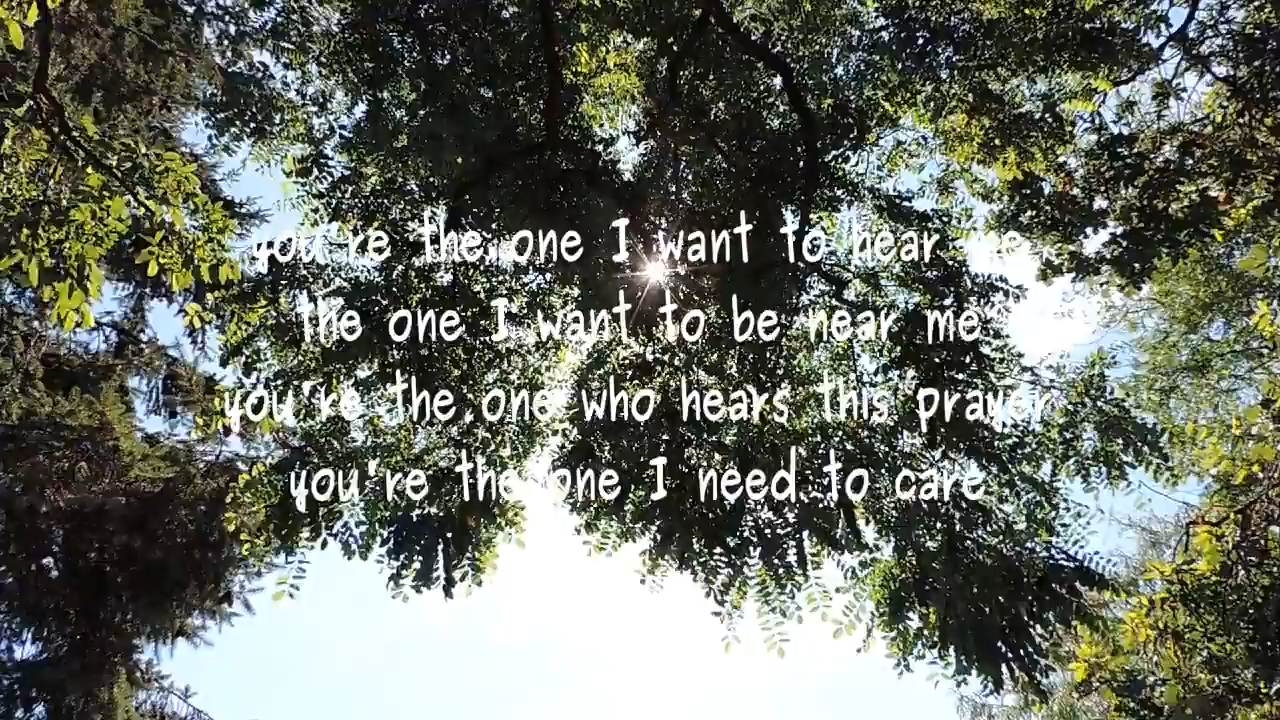 you're the one I want to hear me
the one I want to be near me
you're the one who hears this prayer
you're the one I need to care